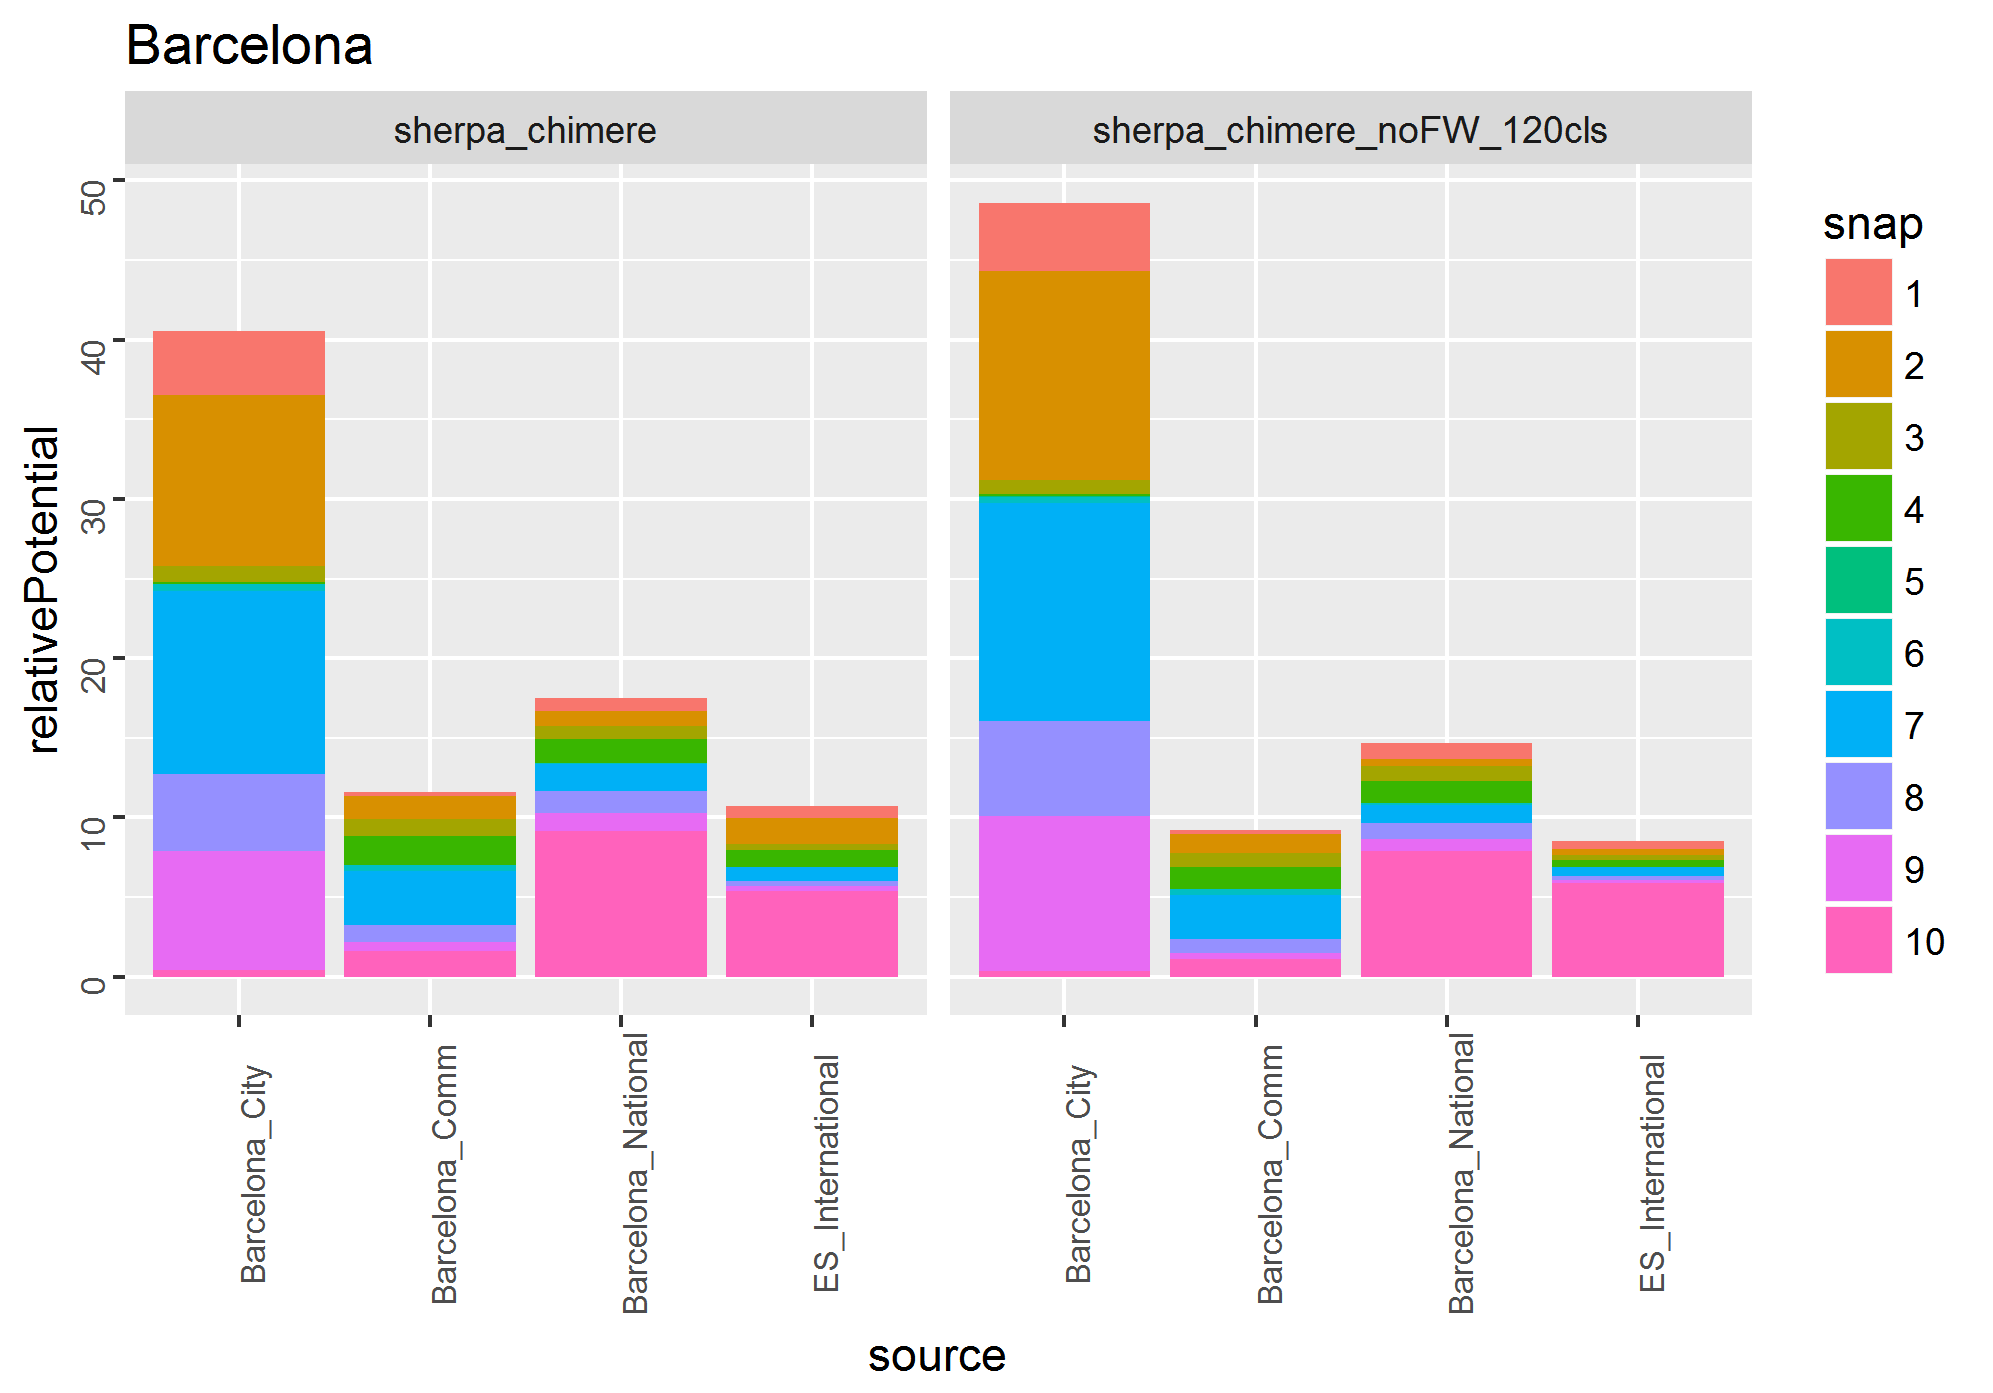 Barcelona
sherpa_chimere
sherpa_chimere_noFW_120cls
relativePotential
50
40
30
20
10
0
Barcelona_City
Barcelona_Comm
Barcelona_National
ES_International
Barcelona_City
Barcelona_Comm
Barcelona_National
ES_International
source
snap
1
2
3
4
5
6
7
8
9
10